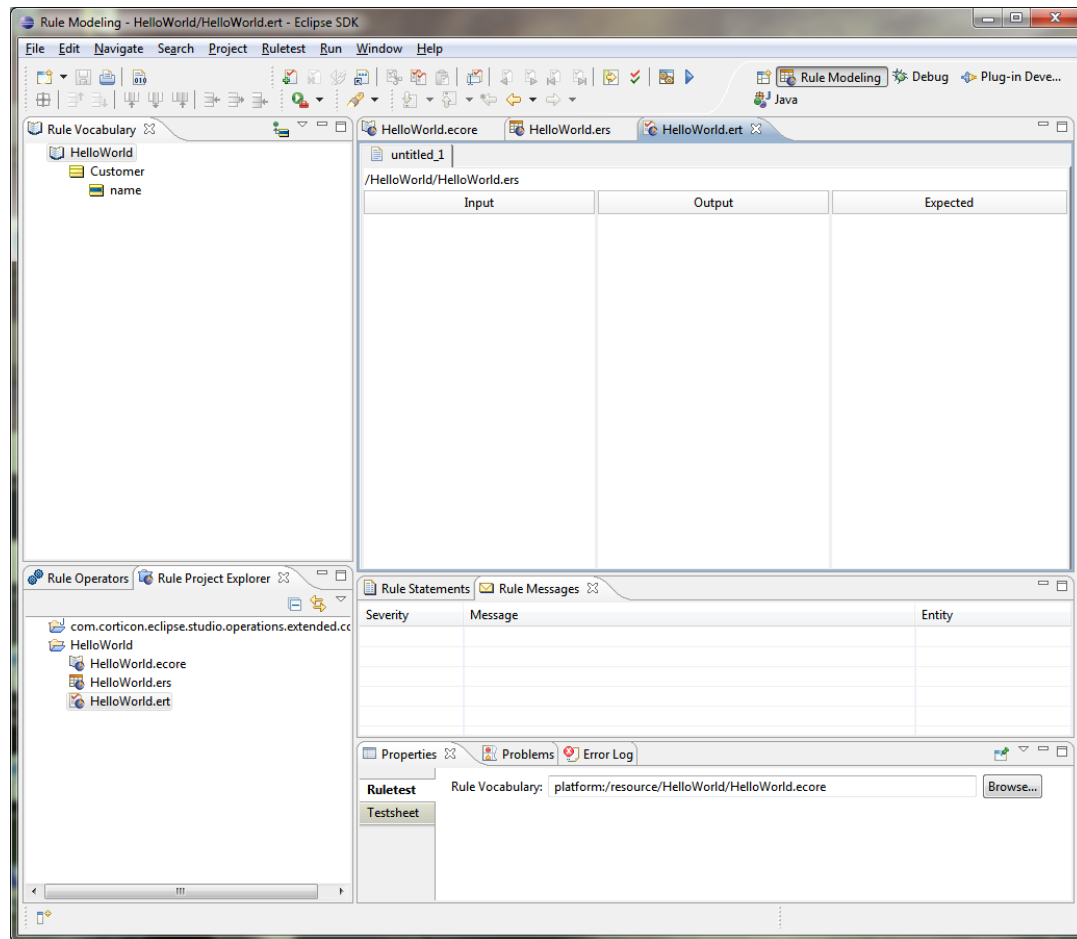 Rule Modeling - HelloWorld/HelloWorld.ert - Eclipse SDK
File Edit Navigate Search Project Ruletest Run Window Help
010
Rule Modeling Debug Plug-in Deve...
Java
Rule Vocabulary
HelloWorld
Customer
name
HelloWorld.ecore HelloWorld.ers HelloWorld.ert
untitled_1
/HelloWorld/HelloWorld.ers
Input Output Expected
Rule Operators Rule Project Explorer
com.corticon.eclipse.studio.operations.extended.cc
HelloWorld
HelloWorld.ecore
HelloWorld.ers
HelloWorld.ert
Rule Statements Rule Messages
Severity Message Entity
Properties Problems Error Log
Ruletest
Testsheet
Rule Vocabulary: platform:/resource/HelloWorld/HelloWorld.ecore Browse...